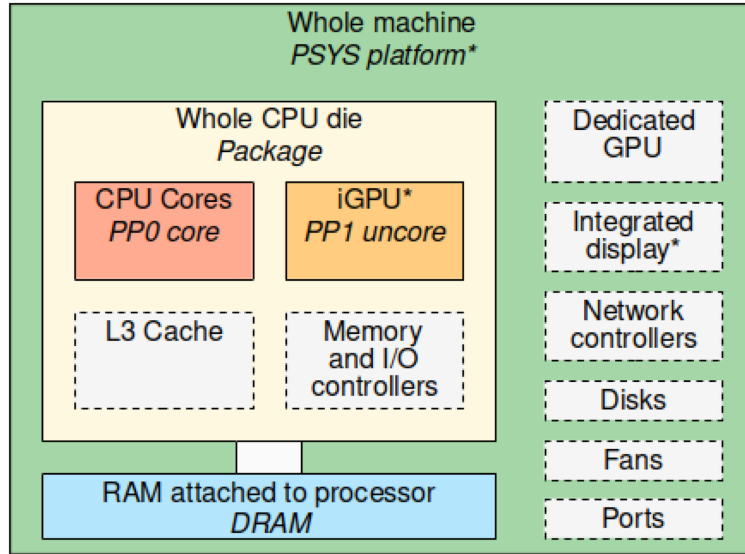 Whole machine
PSYS platform*
Whole CPU die
Package
CPU Cores
PP0 core
iGPU*
PP1 uncore
L3 Cache
Memory
and I/O
controllers
RAM attached to processor
DRAM
Dedicated
GPU
Integrated
display*
Network
controllers
Disks
Fans
Ports